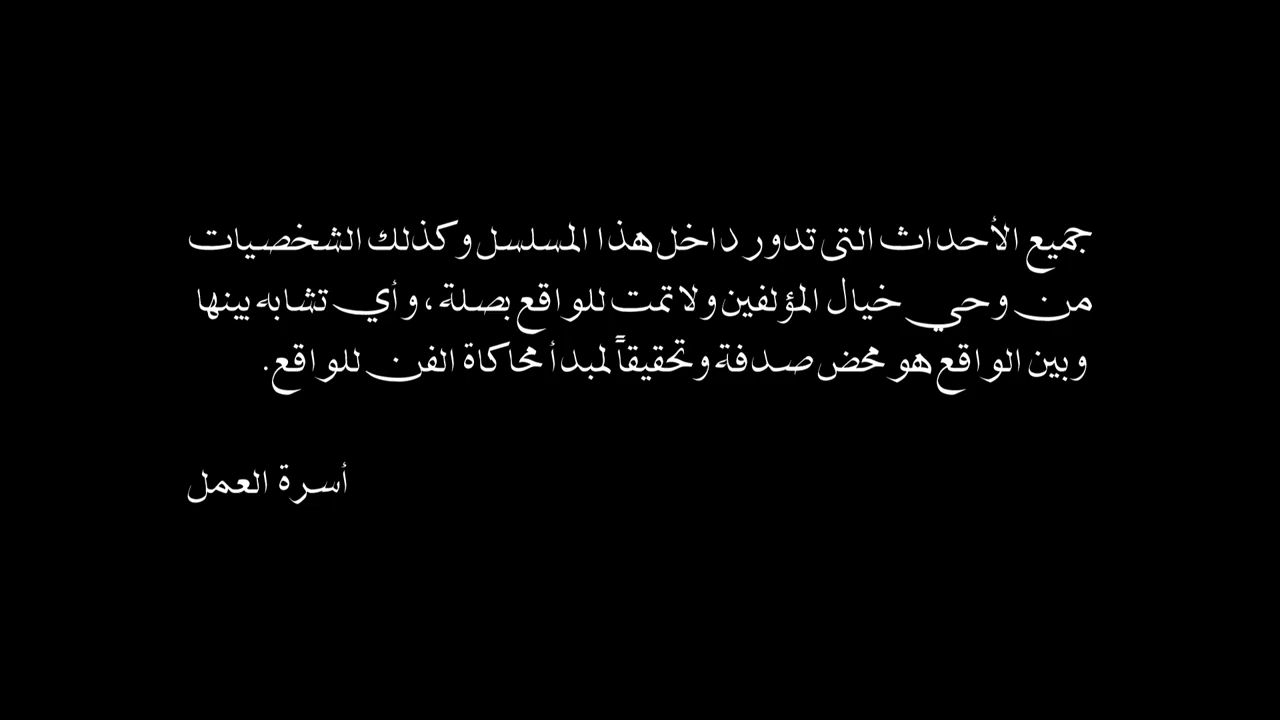 جميع الأحداث التى تدور داخل هذا المسلسل وكذلك الشخصيات
من وحي خيال المؤلفين ولا تمت للواقع بصلة، وأي تشابه بينها
وبين الواقع هو محض صدفة وتحقيقاً لمبدأ محاكاة الفن للواقع.
أسرة العمل